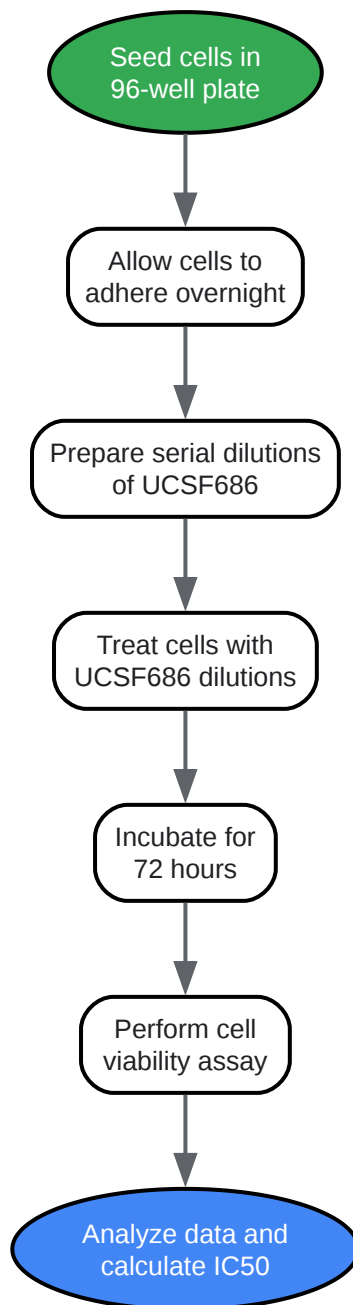 Seed cells in
96-well plate
Allow cells to
adhere overnight
Prepare serial dilutions
of UCSF686
Treat cells with
UCSF686 dilutions
Incubate for
72 hours
Perform cell
viability assay
Analyze data and
calculate IC50